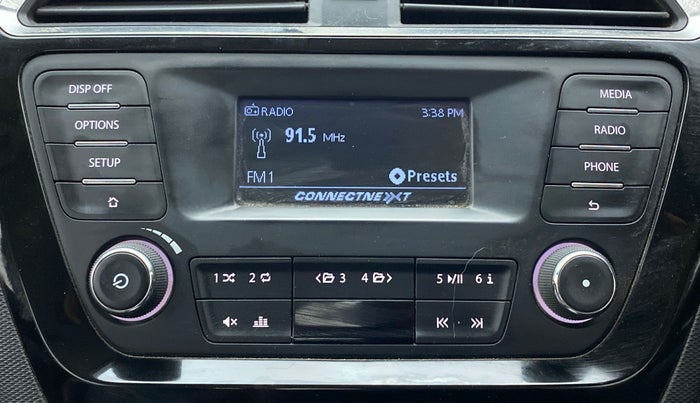 DISP OFF
OPTIONS
SETUP
RADIO 3:38 PM
91.5 MHz
FM1 Presets
CONNECTNEXT
MEDIA
RADIO
PHONE
1 2 3 4 5 6 i